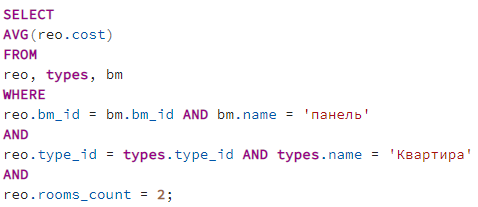 SELECT
AVG(reo.cost)
FROM
reo, types, bm
WHERE
reo.bm_id = bm.bm_id AND bm.name = 'панель'
AND
reo.type_id = types.type_id AND types.name = 'Квартира'
AND
reo.rooms_count = 2;